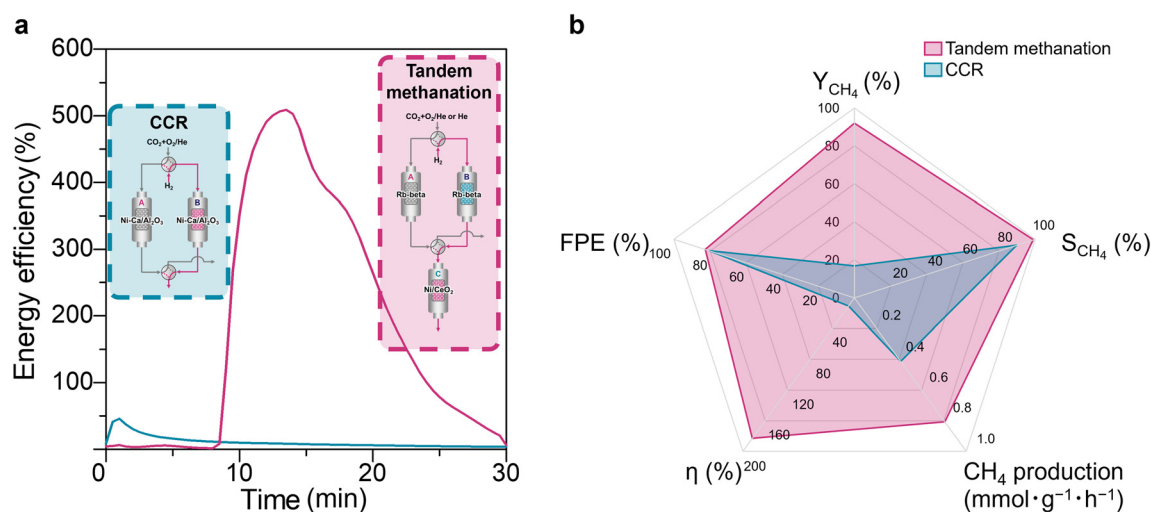 a
600
500
400
300
200
100
0
10
20
30
Energy efficiency (%)
Time (min)
CCR
CO₂+O₂/He
H₂
A
B
Ni-Ca/Al₂O₃
Ni-Ca/Al₂O₃
Tandem
methanation
CO₂+O₂/He or He
H₂
A
B
Rb-beta
Rb-beta
C
Ni/CeO₂
b
Tandem methanation
CCR
Y_CH₄ (%)
100
80
60
40
20
0
S_CH₄ (%)
100
80
60
40
20
CH₄ production
(mmol·g⁻¹·h⁻¹)
0.2
0.4
0.6
0.8
1.0
η (%)
200
160
120
80
40
FPE (%)
100
80
60
40
20